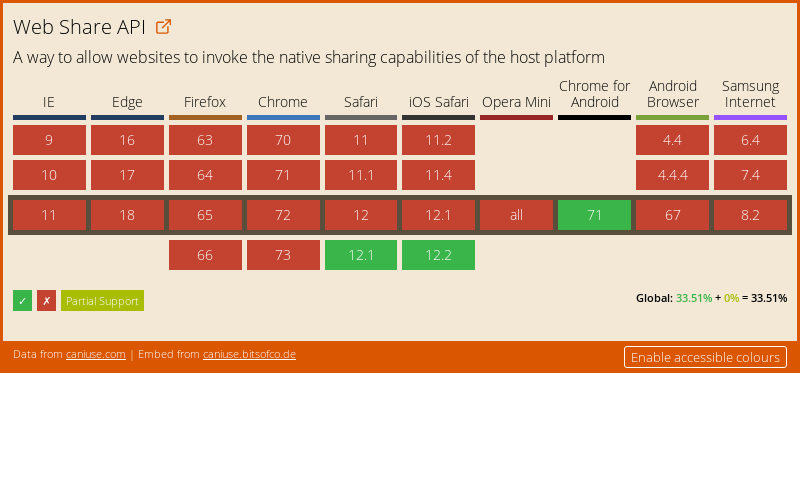 Web Share API
A way to allow websites to invoke the native sharing capabilities of the host platform
IE Edge Firefox Chrome Safari iOS Safari Opera Mini Chrome for Android Android Browser Samsung Internet
9 16 63 70 11 11.2 4.4 6.4
10 17 64 71 11.1 11.4 4.4.4 7.4
11 18 65 72 12 12.1 all 71 67 8.2
66 73 12.1 12.2
✓ ✗ Partial Support
Global: 33.51% + 0% = 33.51%
Data from caniuse.com | Embed from caniuse.bitsofco.de
Enable accessible colours